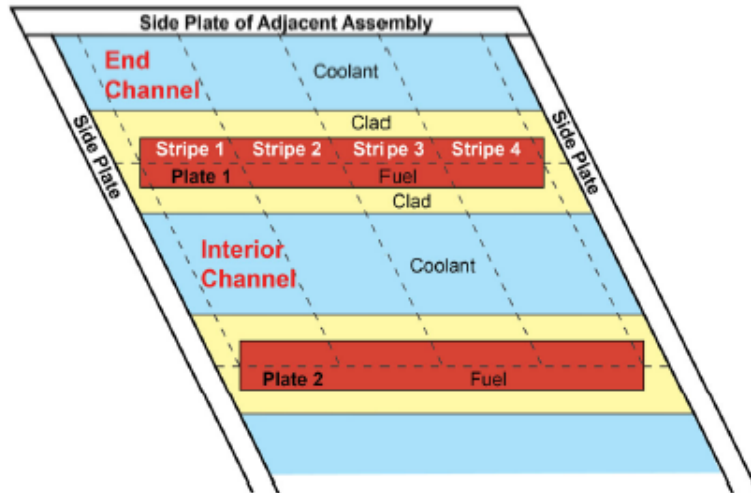 Side Plate of Adjacent Assembly
End
Channel
Coolant
Clad
Stripe 1 Stripe 2 Stripe 3 Stripe 4
Plate 1 Fuel
Clad
Side Plate
Side Plate
Interior
Channel
Coolant
Plate 2 Fuel